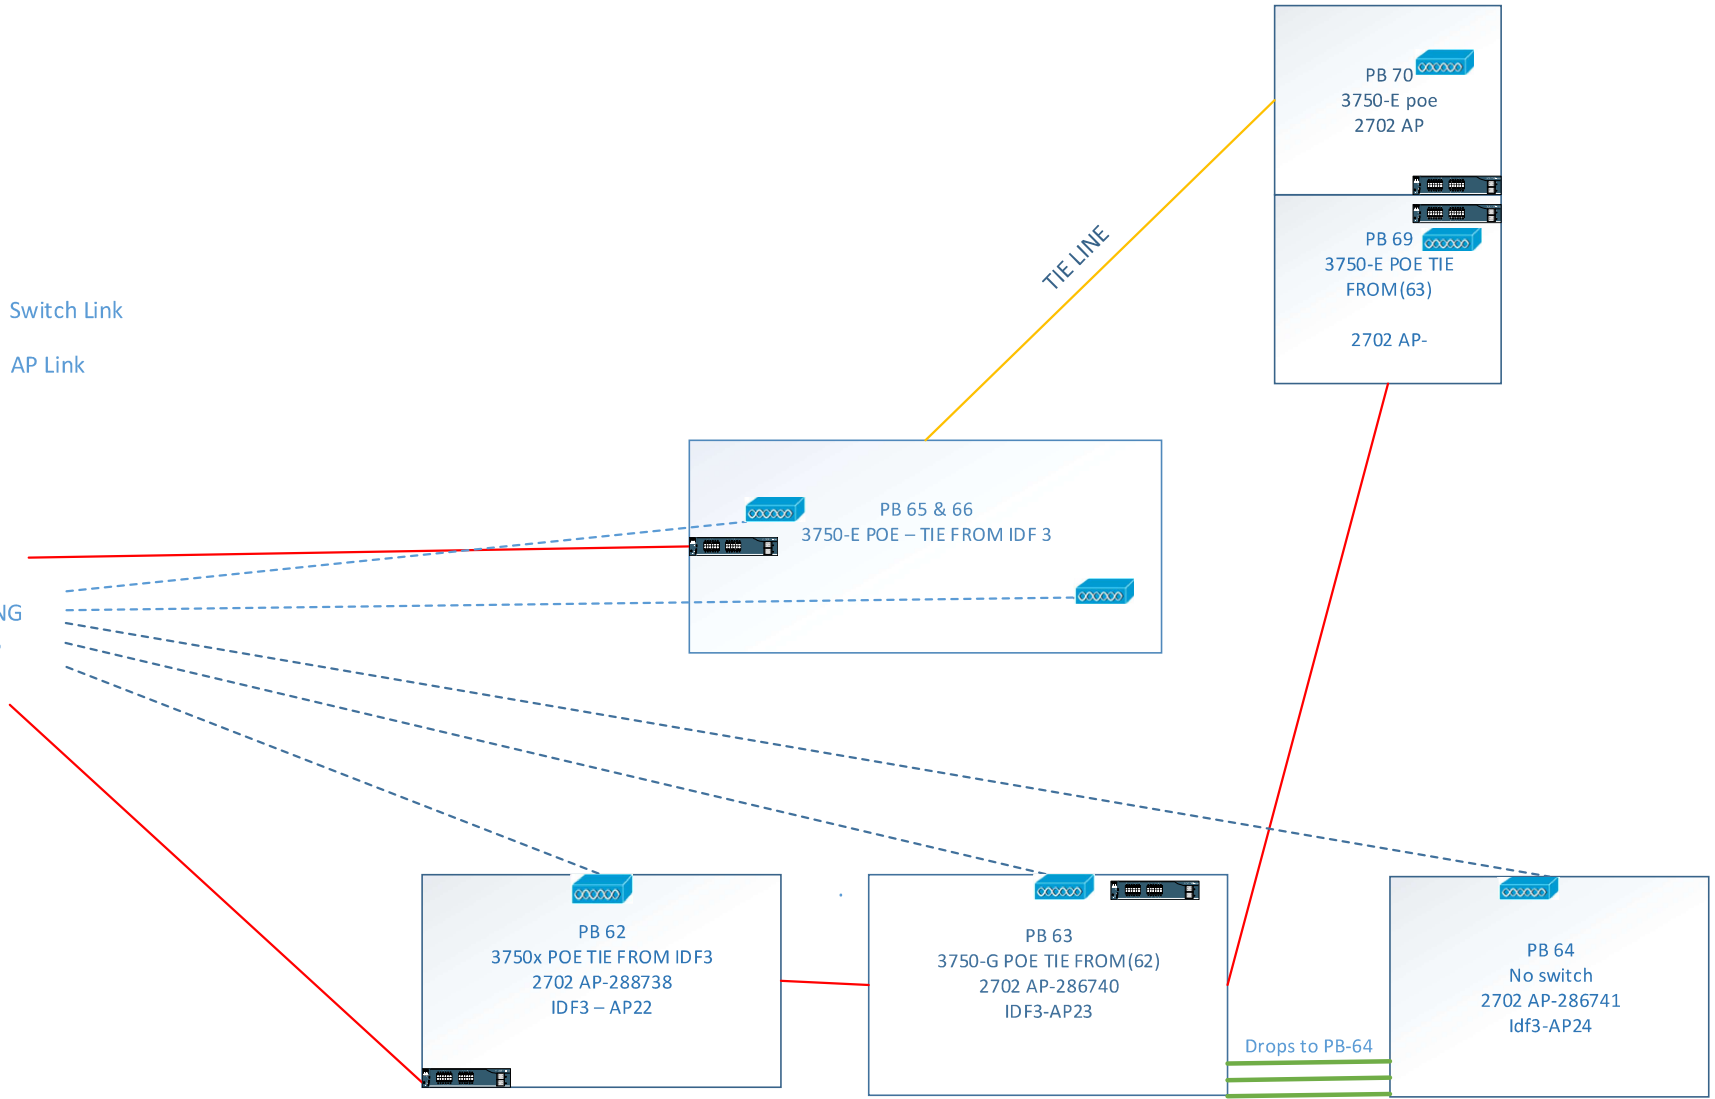 PB 70
3750-E poe
2702 AP
PB 69
3750-E POE TIE
FROM(63)
2702 AP-
TIE LINE
Switch Link
AP Link
PB 65 & 66
3750-E POE – TIE FROM IDF 3
NG
PB 62
3750x POE TIE FROM IDF3
2702 AP-288738
IDF3 – AP22
PB 63
3750-G POE TIE FROM(62)
2702 AP-286740
IDF3-AP23
PB 64
No switch
2702 AP-286741
Idf3-AP24
Drops to PB-64